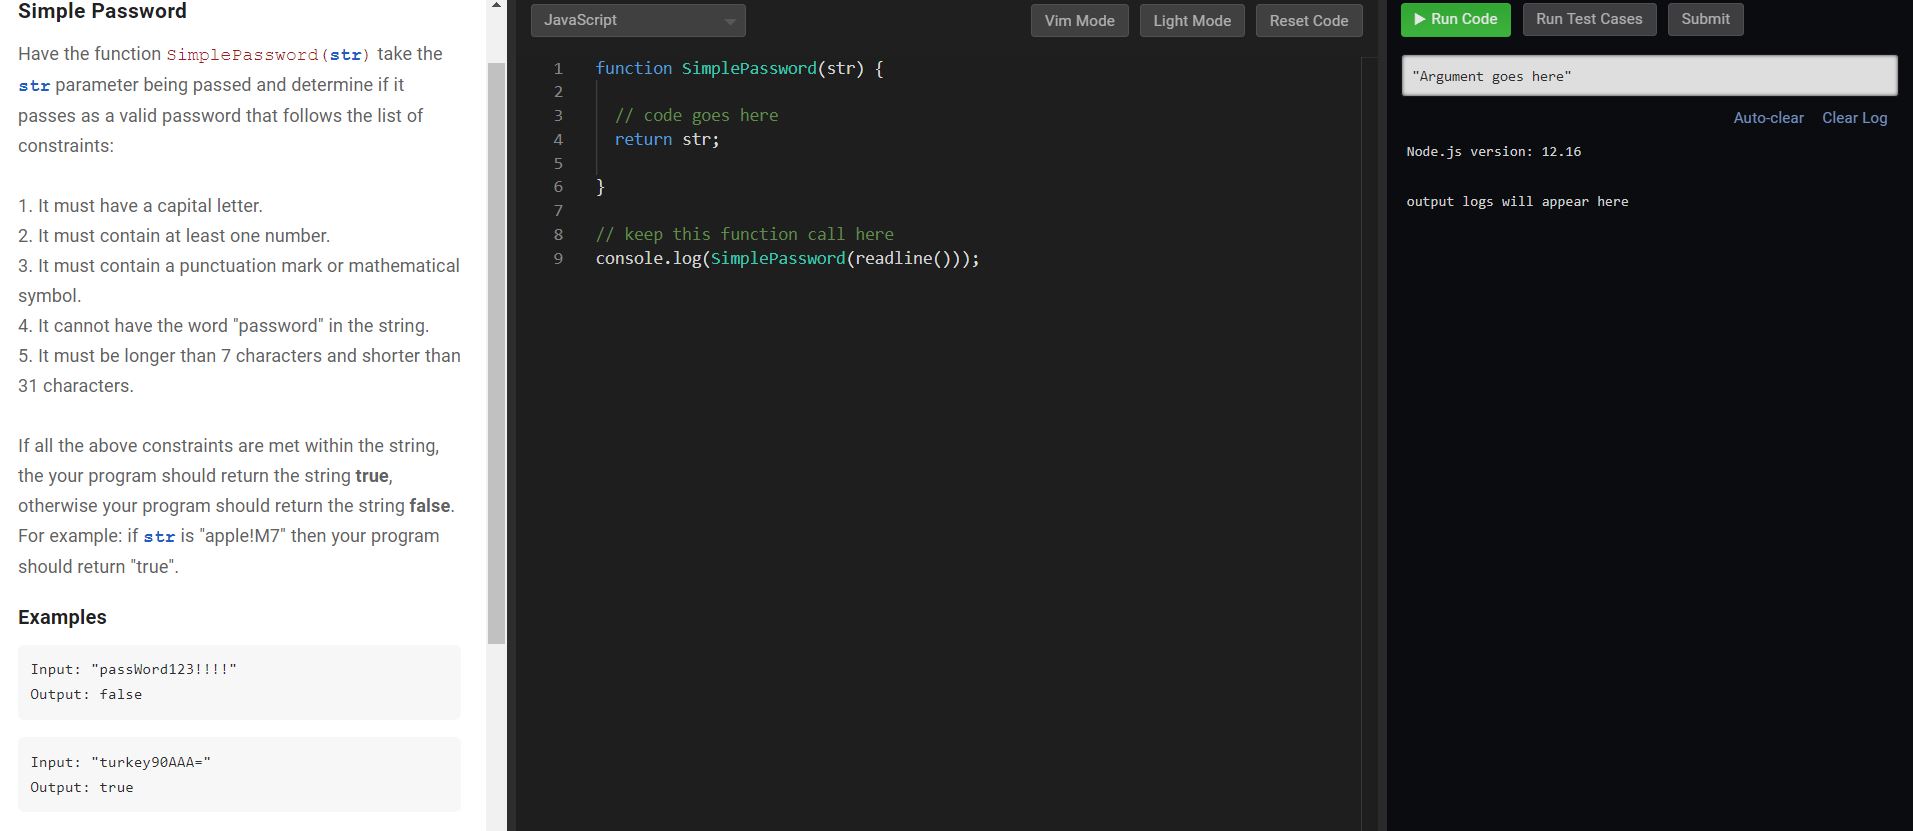 Simple Password
Have the function SimplePassword(str) take the
str parameter being passed and determine if it
passes as a valid password that follows the list of
constraints:
1. It must have a capital letter.
2. It must contain at least one number.
3. It must contain a punctuation mark or mathematical
symbol.
4. It cannot have the word "password" in the string.
5. It must be longer than 7 characters and shorter than
31 characters.
If all the above constraints are met within the string,
the your program should return the string true,
otherwise your program should return the string false.
For example: if str is "apple!M7" then your program
should return "true".
Examples
Input: "passWord123!!!!"
Output: false
Input: "turkey90AAA="
Output: true
JavaScript
Vim Mode
Light Mode
Reset Code
1 function SimplePassword(str) {
2
3 // code goes here
4 return str;
5
6 }
7
8 // keep this function call here
9 console.log(SimplePassword(readline()));
Run Code
Run Test Cases
Submit
"Argument goes here"
Auto-clear
Clear Log
Node.js version: 12.16
output logs will appear here